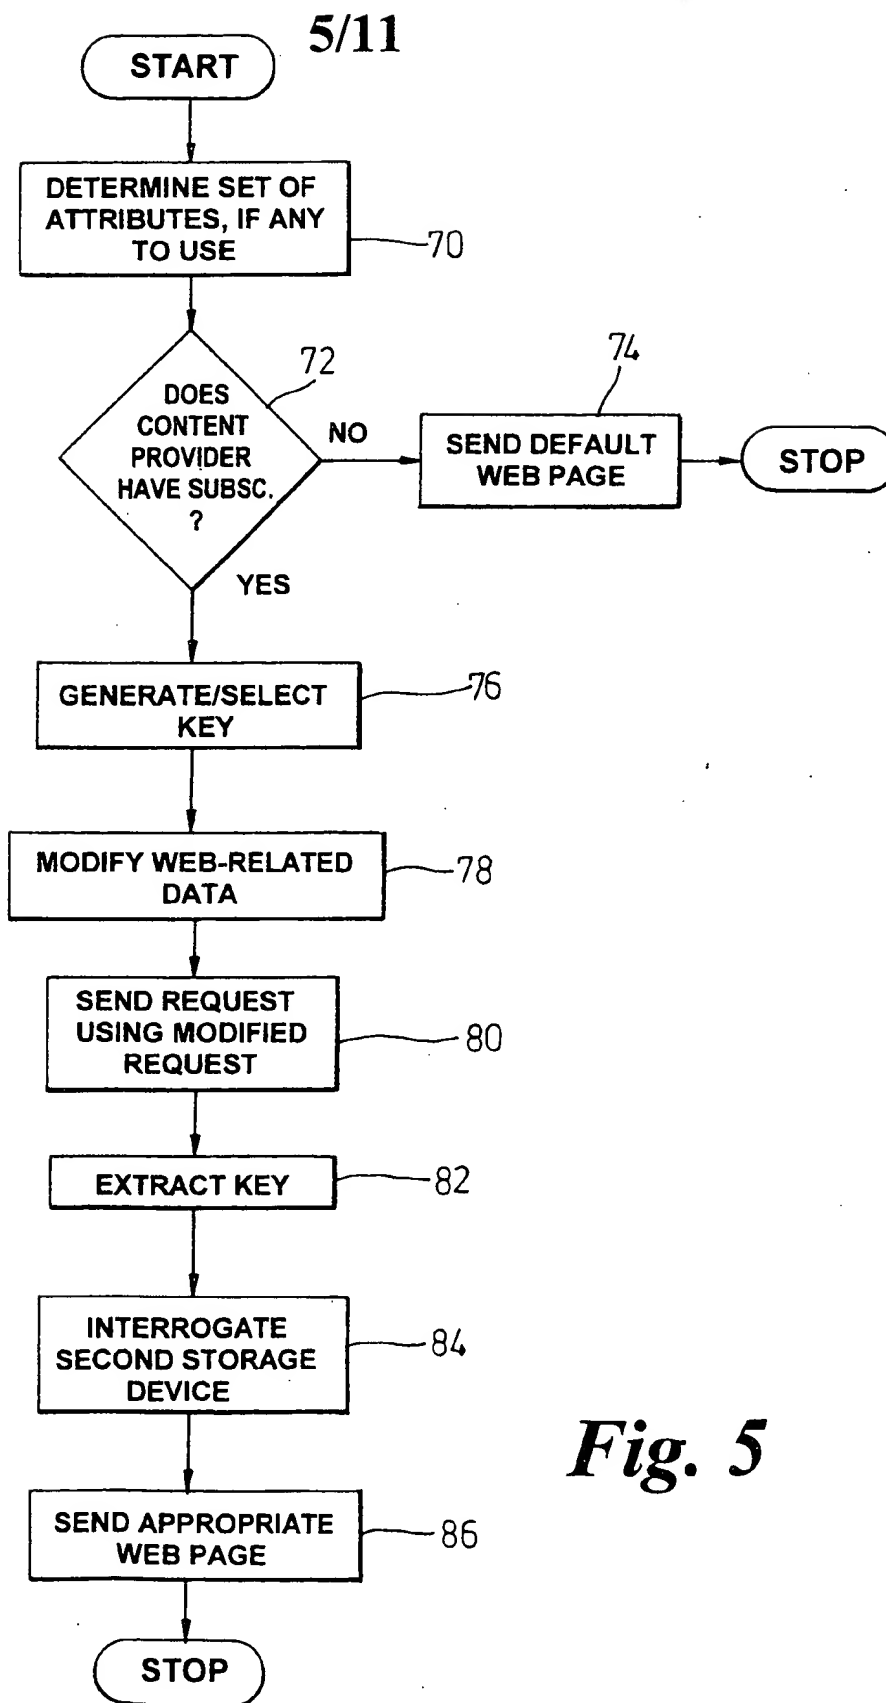 5/11
START
DETERMINE SET OF
ATTRIBUTES, IF ANY
TO USE
70
72
DOES
CONTENT
PROVIDER
HAVE SUBSC.
?
NO
74
SEND DEFAULT
WEB PAGE
STOP
YES
GENERATE/SELECT
KEY
76
MODIFY WEB-RELATED
DATA
78
SEND REQUEST
USING MODIFIED
REQUEST
80
EXTRACT KEY
82
INTERROGATE
SECOND STORAGE
DEVICE
84
SEND APPROPRIATE
WEB PAGE
86
STOP
Fig. 5